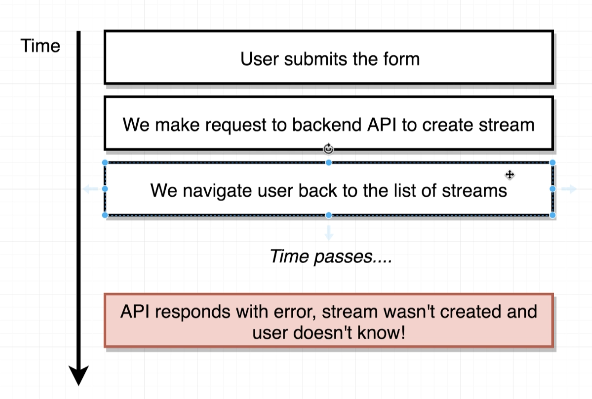 Time
User submits the form
We make request to backend API to create stream
We navigate user back to the list of streams
Time passes....
API responds with error, stream wasn't created and
user doesn't know!